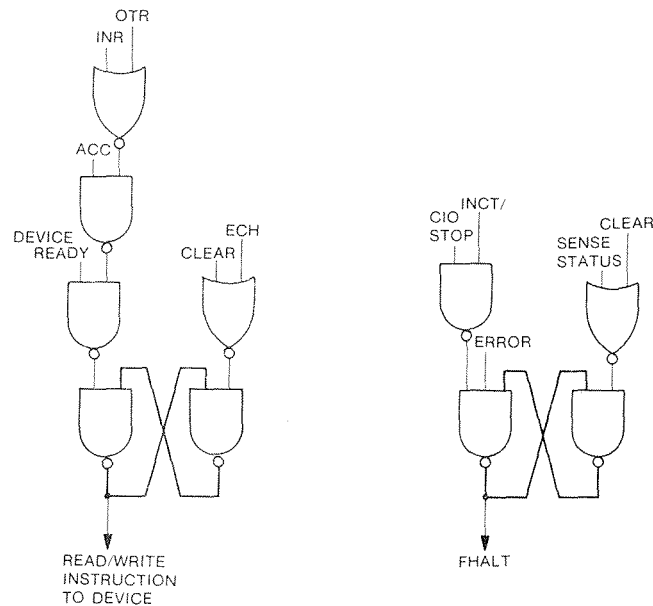 OTR
INR
ACC
DEVICE
READY
ECH
CLEAR
READ/WRITE
INSTRUCTION
TO DEVICE
INCT/
CIO
STOP
CLEAR
SENSE
STATUS
ERROR
FHALT